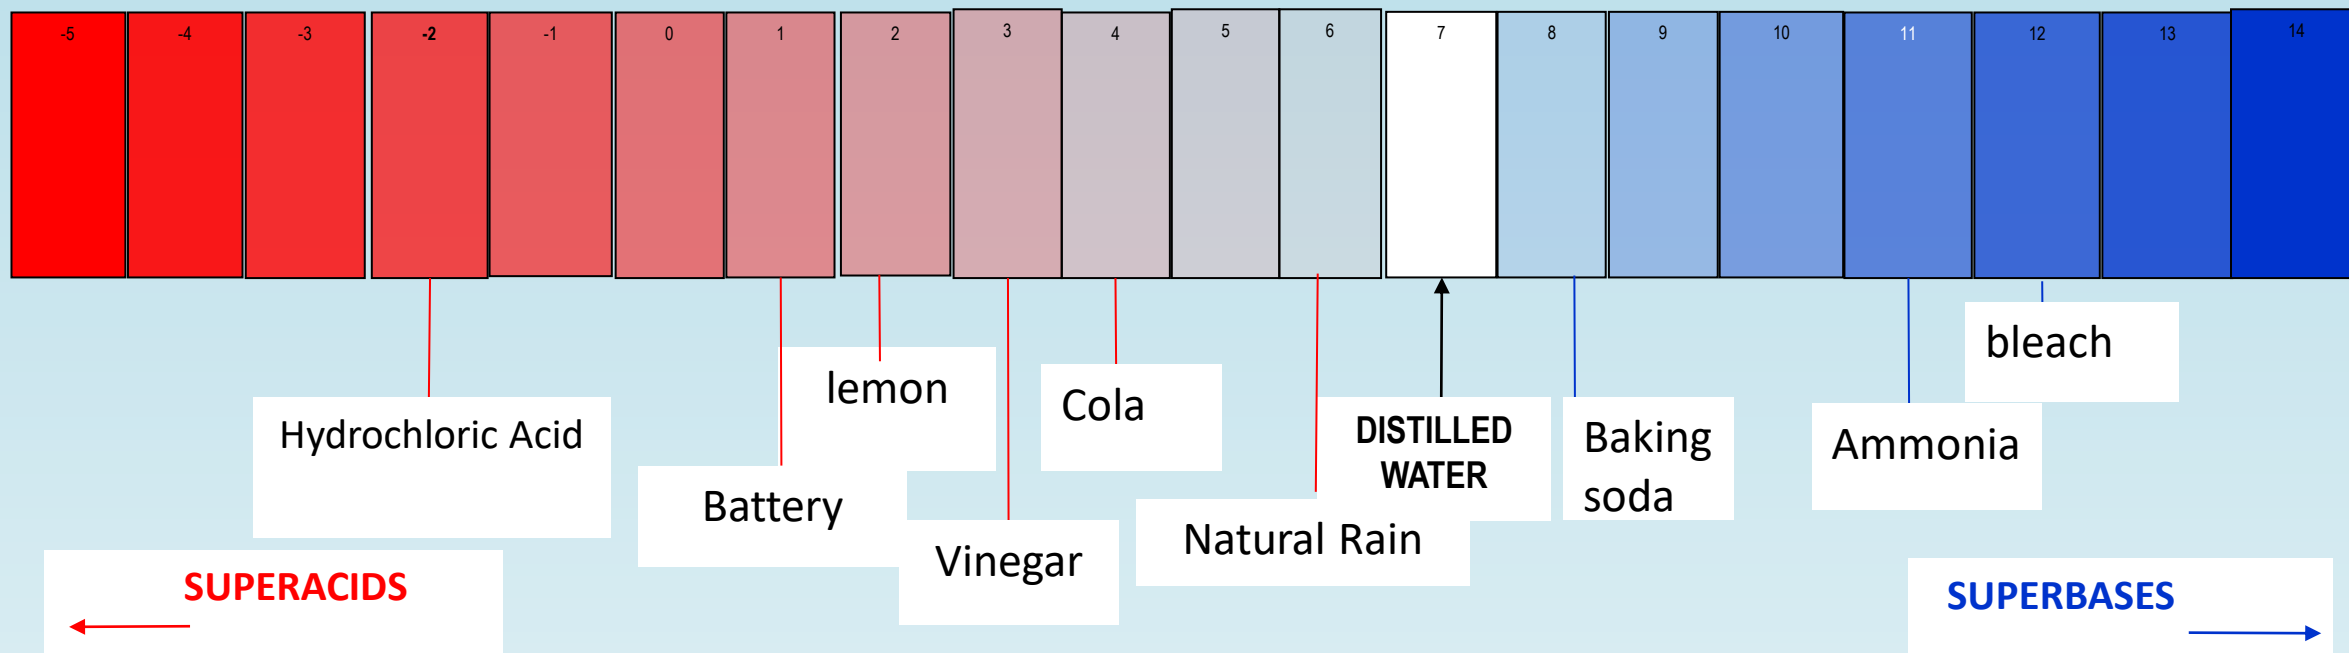 -5 -4 -3 -2 -1 0 1 2 3 4 5 6 7 8 9 10 11 12 13 14
bleach
lemon
Cola
Hydrochloric Acid
DISTILLED
WATER
Baking
soda
Ammonia
Battery
Natural Rain
Vinegar
SUPERACIDS
SUPERBASES